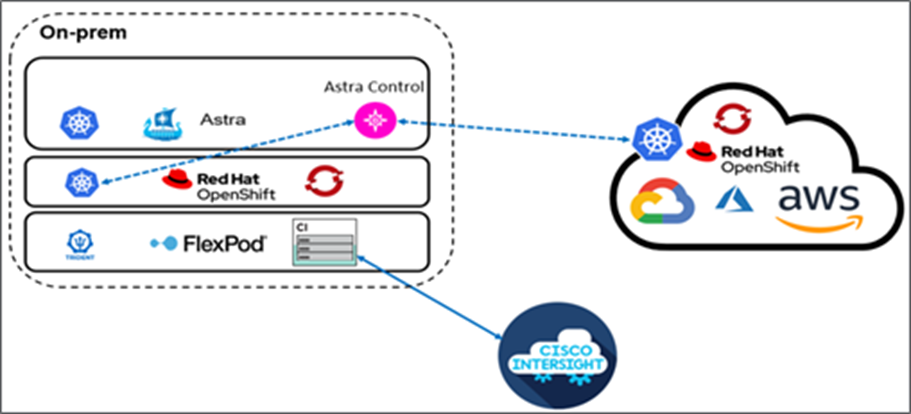 On-prem
Astra Control
Astra
Red Hat
OpenShift
TRIDENT
FlexPod
CI
Red Hat
OpenShift
aws
CISCO
INTERSIGHT